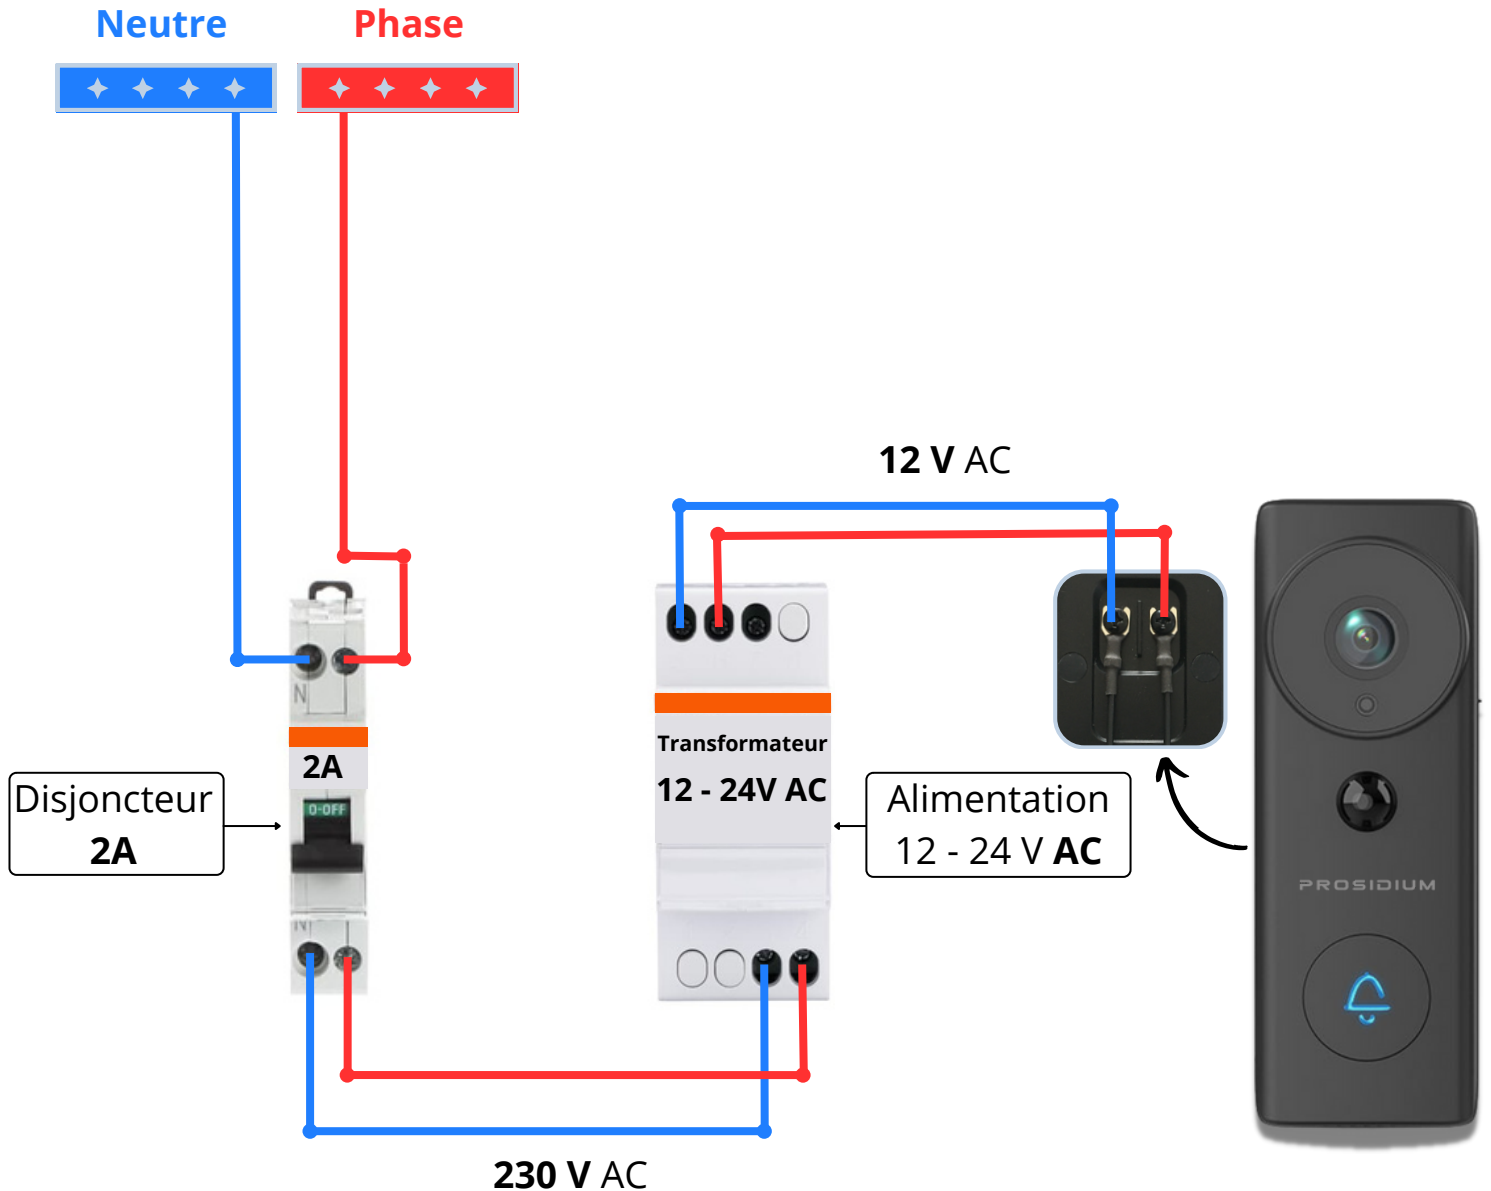 Neutre
Phase
12 V AC
N
2A
O-OFF
Disjoncteur
2A
N
Transformateur
12 - 24V AC
Alimentation
12 - 24 V AC
PROSIDIUM
230 V AC